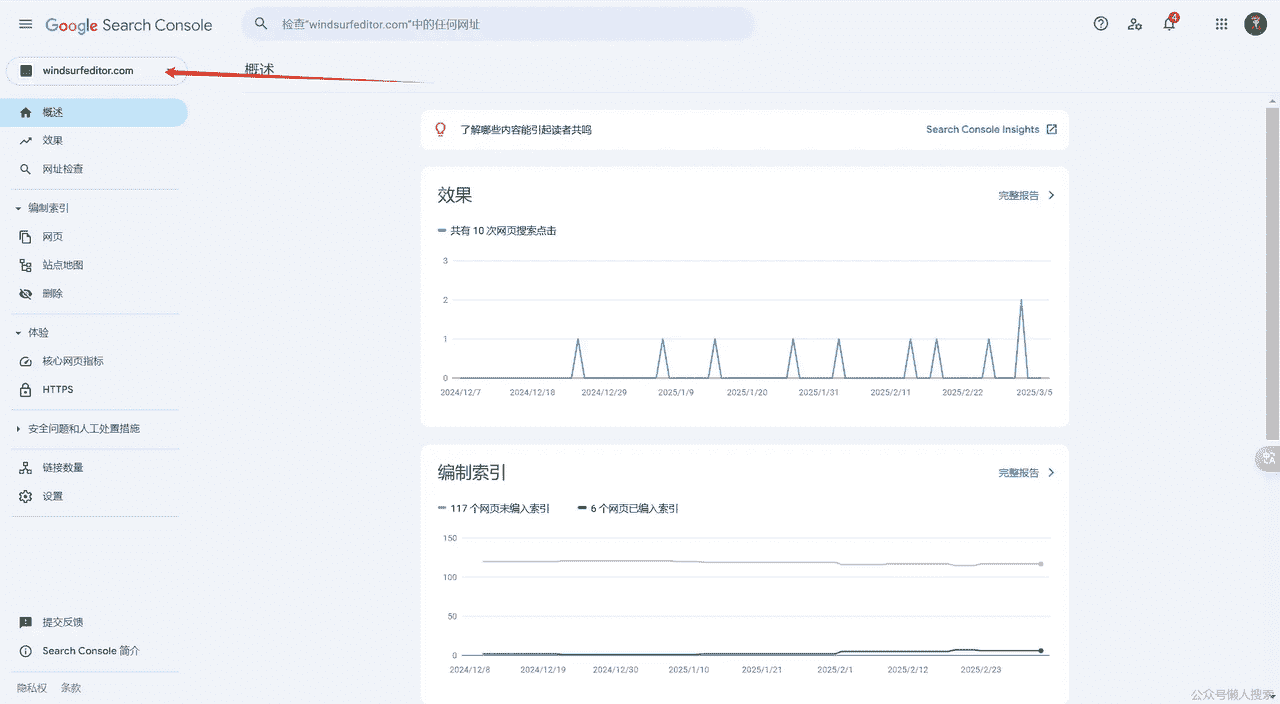 Google Search Console
检查"windsurfeditor.com"中的任何网址
4
windsurfeditor.com
概述
概述
效果
网址检查
编制索引
网页
站点地图
删除
体验
核心网页指标
HTTPS
安全问题和人工处置措施
链接数量
设置
提交反馈
Search Console 简介
隐私权 条款
了解哪些内容能引起读者共鸣
Search Console Insights
效果
完整报告
共有 10 次网页搜索点击
3
2
1
0
2024/12/7 2024/12/18 2024/12/29 2025/1/9 2025/1/20 2025/1/31 2025/2/11 2025/2/22 2025/3/5
编制索引
完整报告
117 个网页未编入索引 6 个网页已编入索引
150
100
50
0
2024/12/8 2024/12/19 2024/12/30 2025/1/10 2025/1/21 2025/2/1 2025/2/12 2025/2/23
公众号懒人搜索